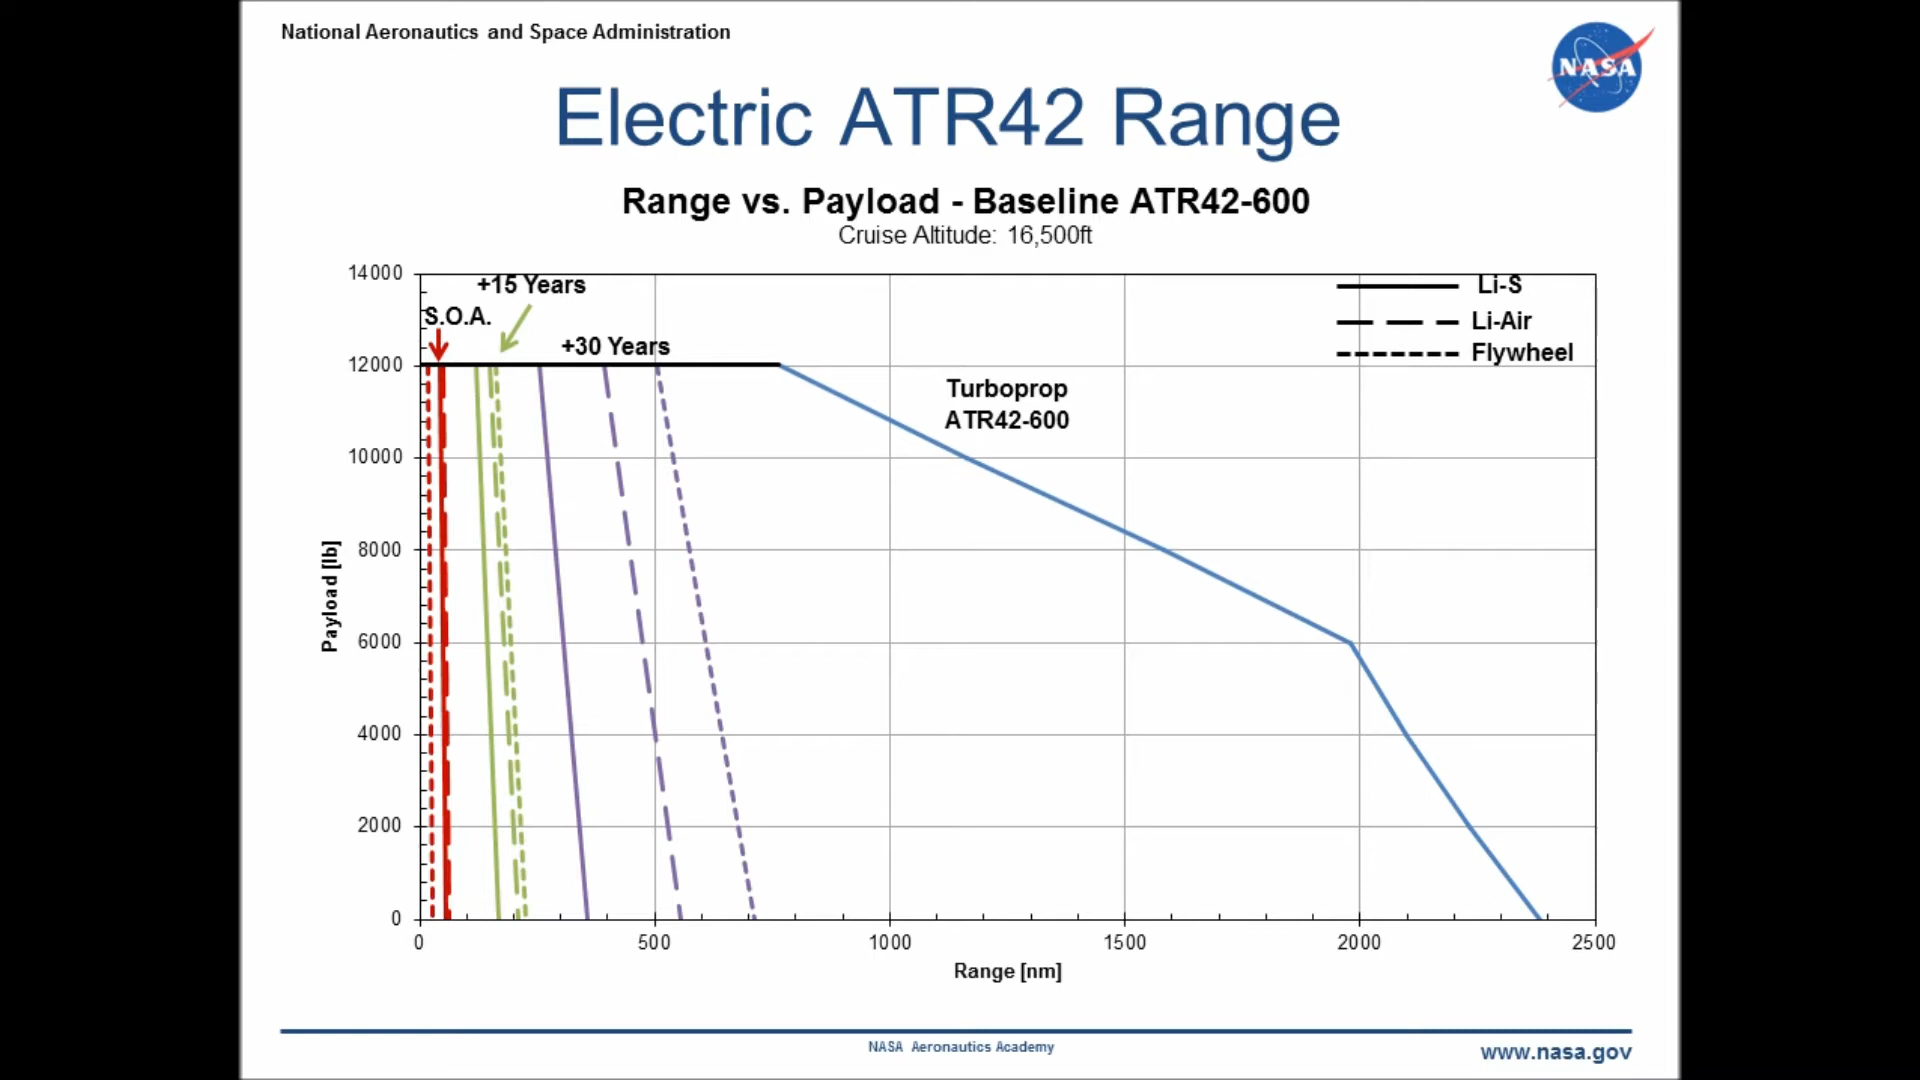 National Aeronautics and Space Administration
NASA
Electric ATR42 Range
Range vs. Payload - Baseline ATR42-600
Cruise Altitude: 16,500ft
14000
12000
10000
8000
6000
4000
2000
0
Payload [lb]
+15 Years
S.O.A.
+30 Years
Turboprop
ATR42-600
Li-S
Li-Air
Flywheel
0 500 1000 1500 2000 2500
Range [nm]
NASA Aeronautics Academy
www.nasa.gov